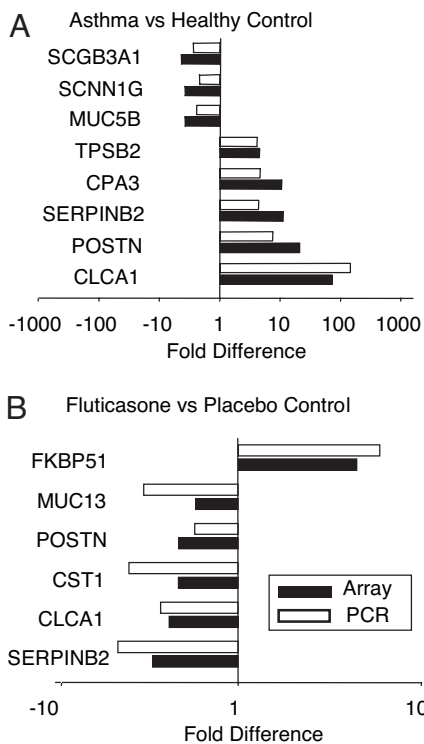 A
Asthma vs Healthy Control
SCGB3A1
SCNN1G
MUC5B
TPSB2
CPA3
SERPINB2
POSTN
CLCA1
-1000 -100 -10 1 10 100 1000
Fold Difference
B
Fluticasone vs Placebo Control
FKBP51
MUC13
POSTN
CST1
CLCA1
SERPINB2
Array
PCR
-10 1 10
Fold Difference